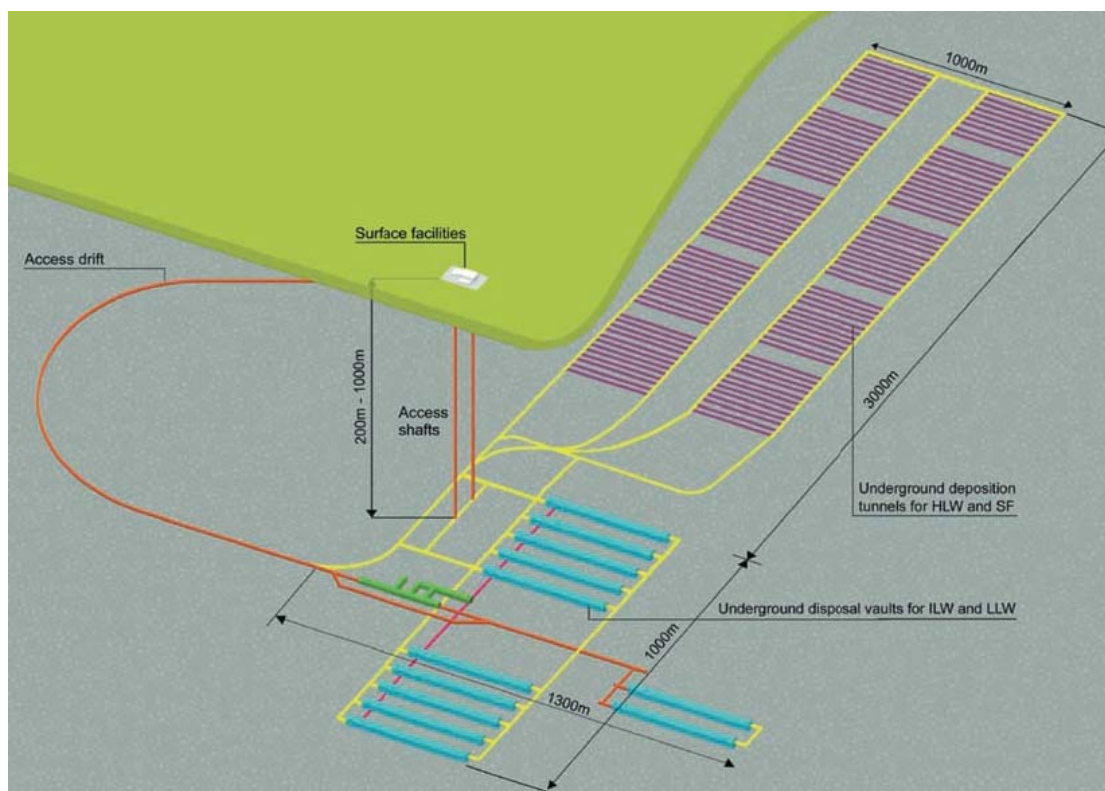 1000m
Surface facilities
Access drift
200m - 1000m
Access
shafts
3000m
Underground deposition
tunnels for HLW and SF
Underground disposal vaults for ILW and LLW
1000m
1300m